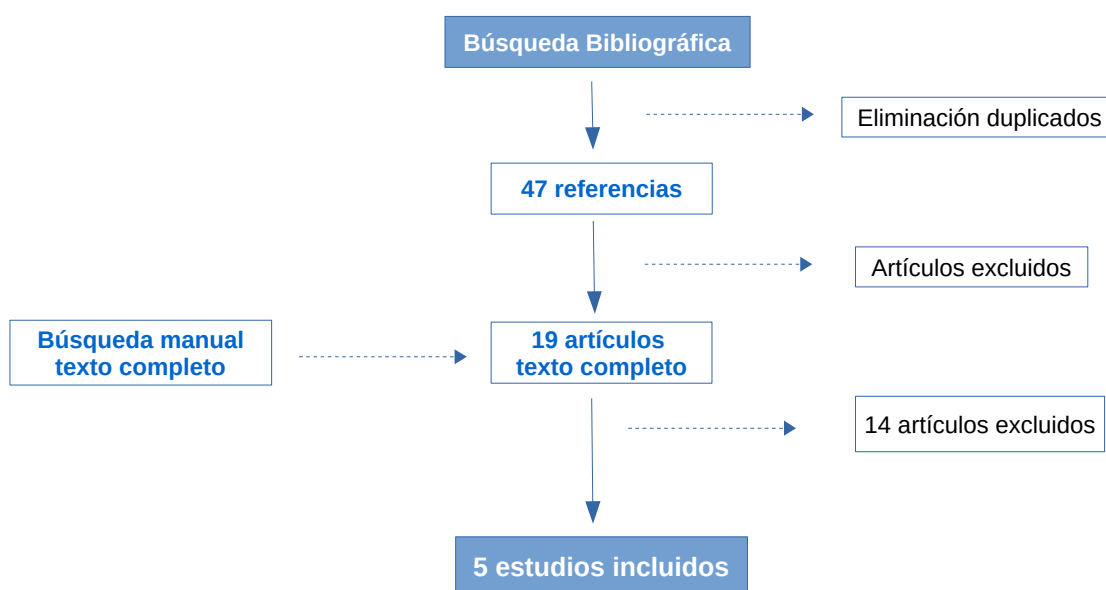 Búsqueda Bibliográfica
Eliminación duplicados
47 referencias
Artículos excluidos
Búsqueda manual
texto completo
19 artículos
texto completo
14 artículos excluidos
5 estudios incluidos